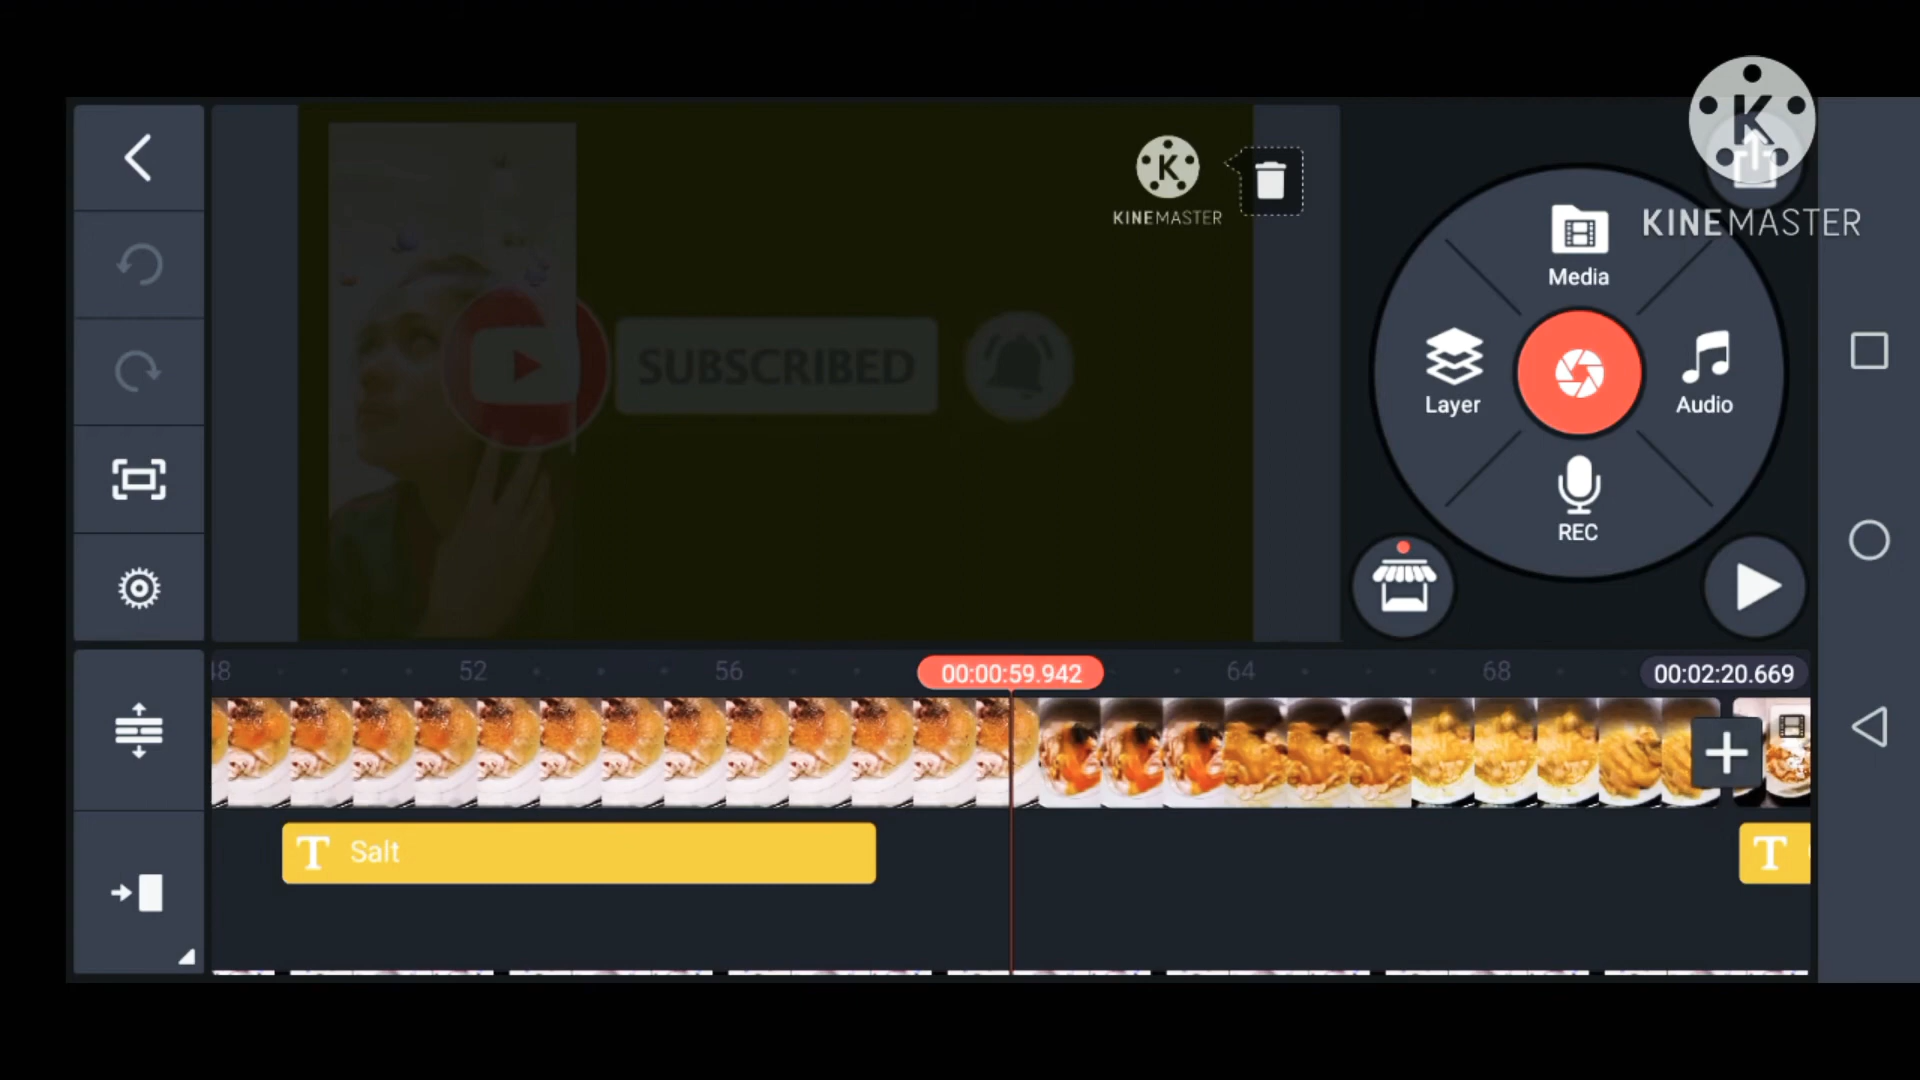 KINEMASTER
KINEMASTER
Media
Layer
Audio
REC
SUBSCRIBED
48
52
56
00:00:59.942
64
68
00:02:20.669
T Salt
T